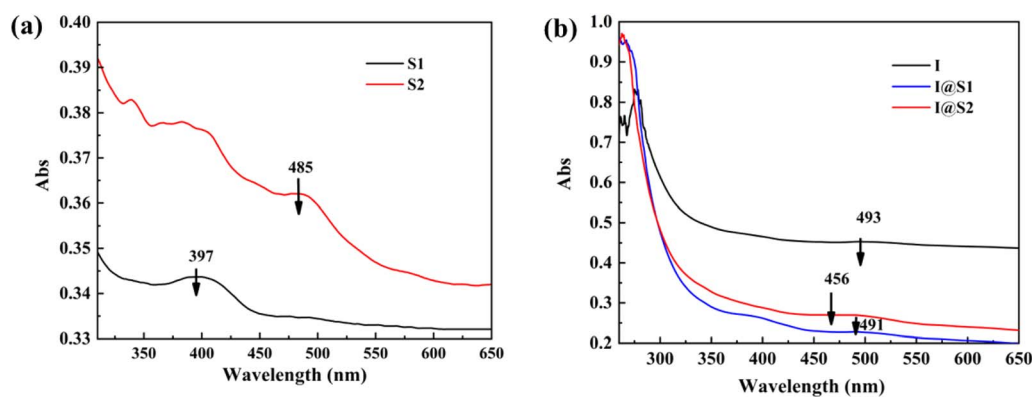 (a)
0.40
0.39
0.38
0.37
0.36
0.35
0.34
0.33
Abs
S1
S2
485
397
350 400 450 500 550 600 650
Wavelength (nm)
(b)
1.0
0.9
0.8
0.7
0.6
0.5
0.4
0.3
0.2
Abs
I
I@S1
I@S2
493
456
491
300 350 400 450 500 550 600 650
Wavelength (nm)